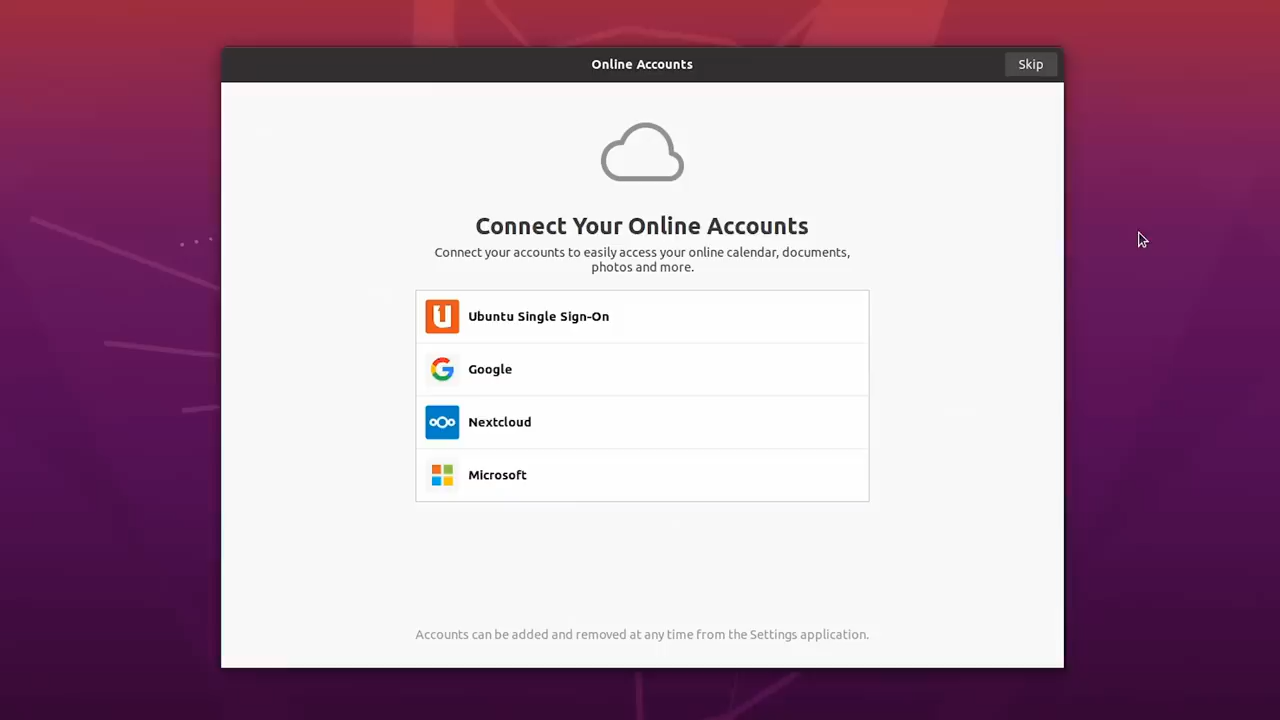 Online Accounts
Skip
Connect Your Online Accounts
Connect your accounts to easily access your online calendar, documents,
photos and more.
Ubuntu Single Sign-On
Google
Nextcloud
Microsoft
Accounts can be added and removed at any time from the Settings application.